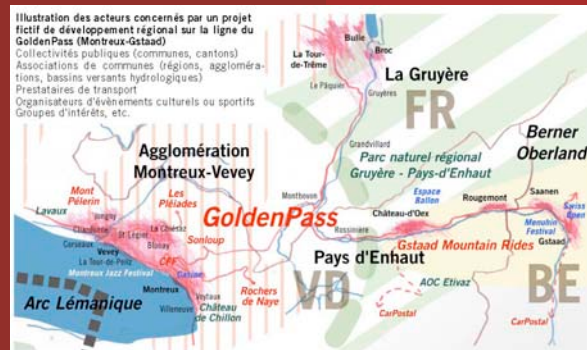 Illustration des acteurs concernés par un projet
fictif de développement régional sur la ligne du
GoldenPass (Montreux-Gstaad)
Collectivités publiques (communes, cantons)
Associations de communes (régions, aggloméra-
tions, bassins versants hydrologiques)
Prestataires de transport
Organisateurs d'évènements culturels ou sportifs
Groupes d'intérêts, etc.
Bulle
Broc
La Tour-
de-Trême
La Gruyère
Le Pâquier
Gruyères
FR
Grandvillard
Parc naturel régional
Gruyère - Pays-d'Enhaut
Berner
Oberland
Agglomération
Montreux-Vevey
Mont
Pélerin
Les
Pléiades
Lavaux
GoldenPass
Montbovon
Espace
Ballon
Château-d'Oex
Rougemont
Saanen
Menuhin
Festival
Swiss
Open
Gstaad
Rossinière
Gstaad Mountain Rides
Jongny
Chardonne
St Légier
La Chiésaz
Corseaux
Vevey
Blonay
Sonloup
La Tour-de-Peilz
CFF
Montreux Jazz Festival
Montreux
Rochers
de Naye
Pays d'Enhaut
VD
BE
AOC Etivaz
Arc Lémanique
Villeneuve
Veytaux
Château
de Chillon
CarPostal
CarPostal